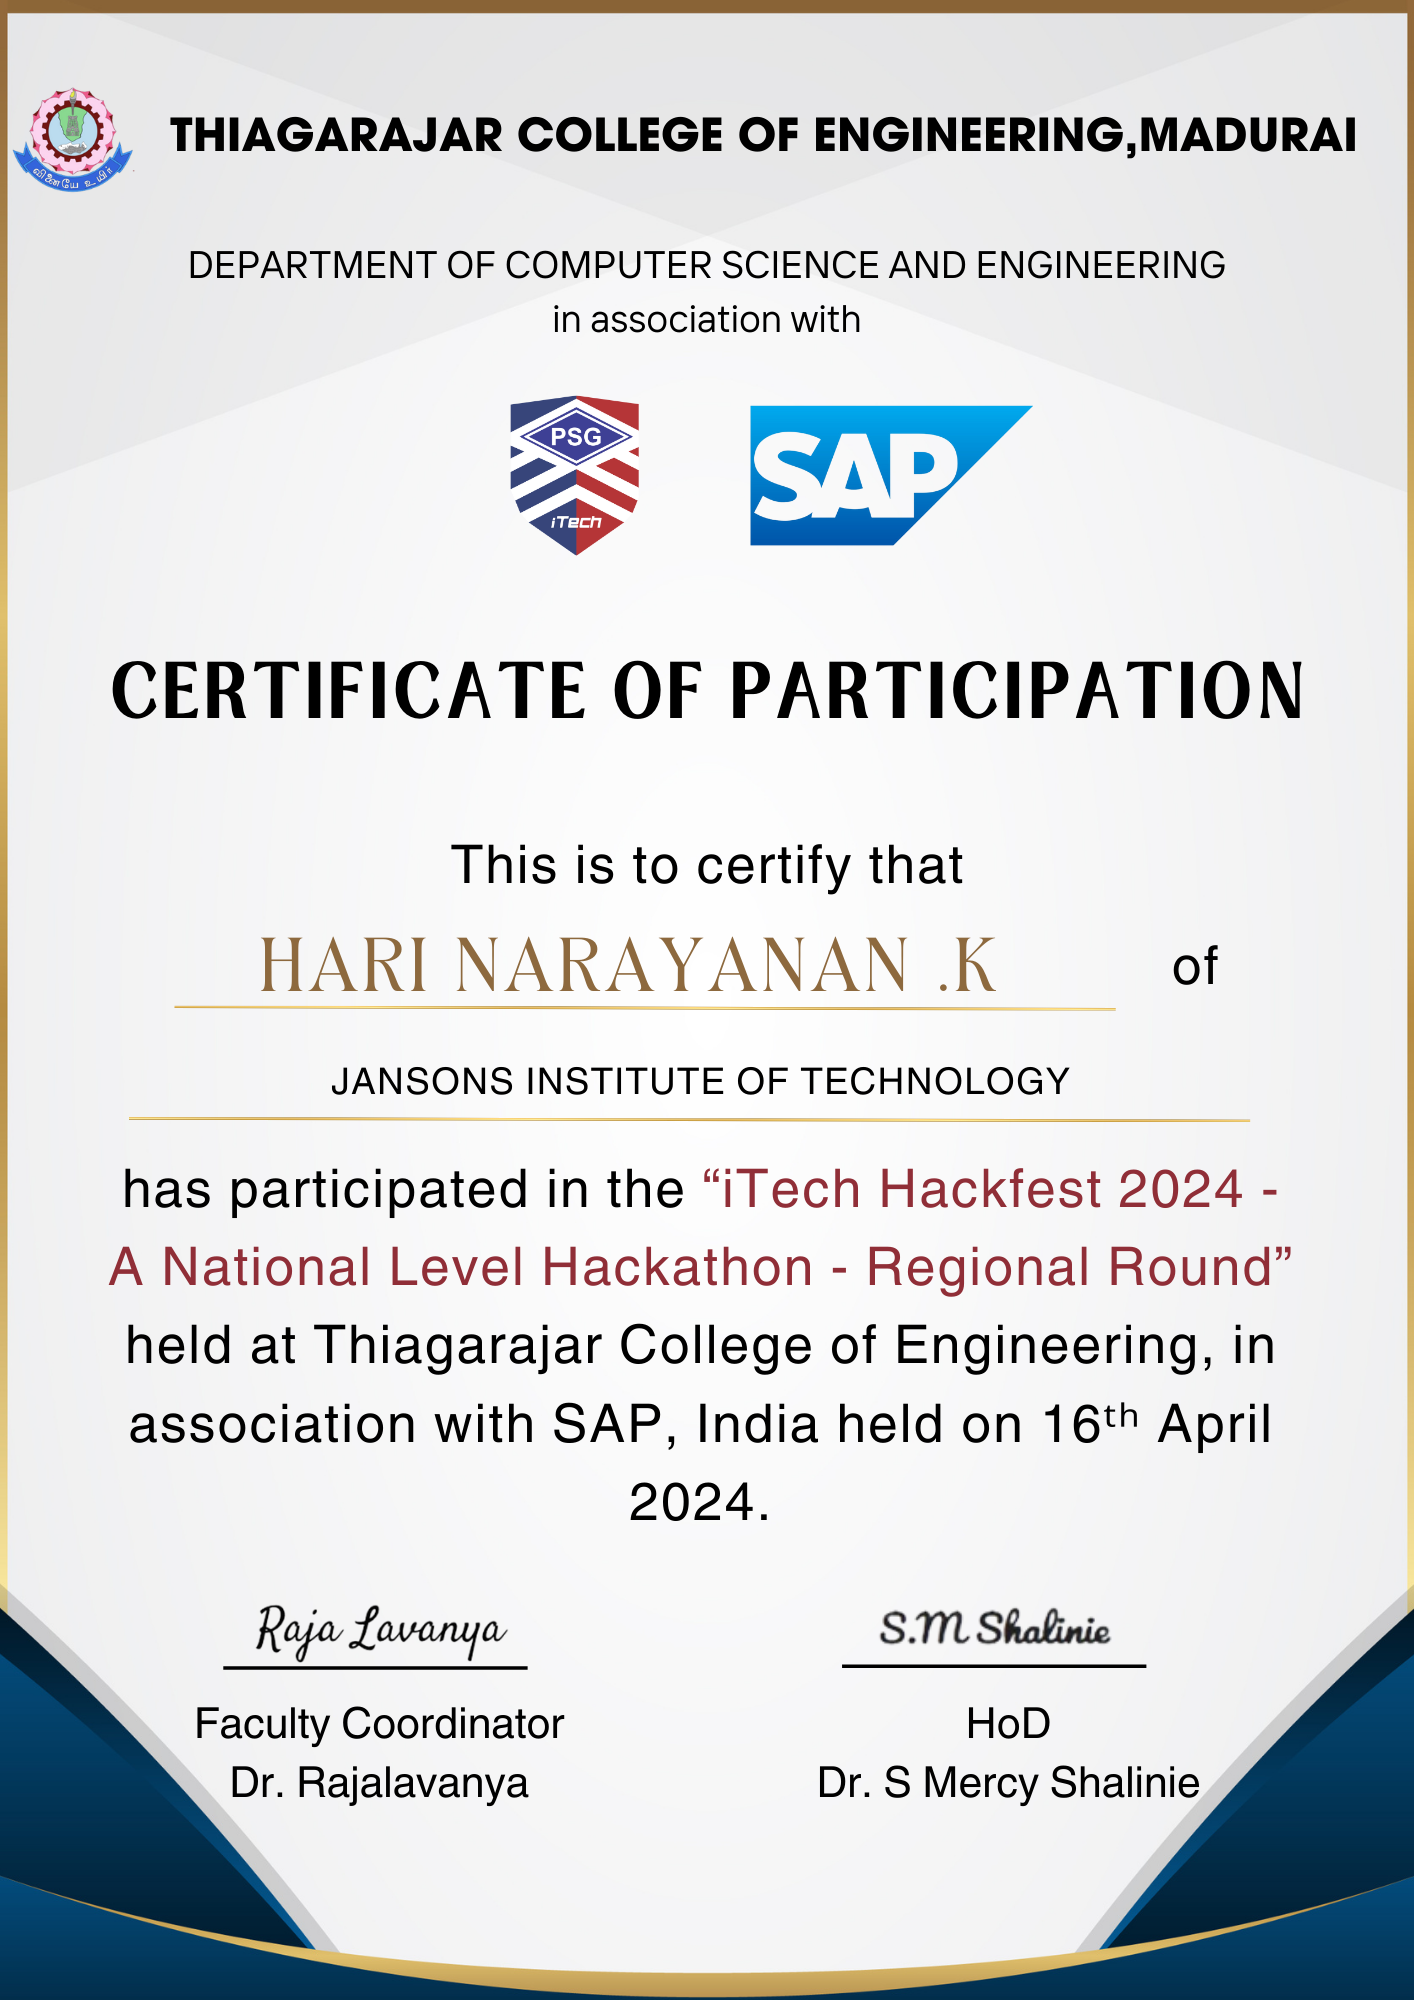 வினையே உயிர்
THIAGARAJAR COLLEGE OF ENGINEERING,MADURAI
DEPARTMENT OF COMPUTER SCIENCE AND ENGINEERING
in association with
PSG
iTech
SAP
CERTIFICATE OF PARTICIPATION
This is to certify that
HARI NARAYANAN .K of
JANSONS INSTITUTE OF TECHNOLOGY
has participated in the “iTech Hackfest 2024 -
A National Level Hackathon - Regional Round”
held at Thiagarajar College of Engineering, in
association with SAP, India held on 16ᵗʰ April
2024.
Raja Lavanya
S.M Shalinie
Faculty Coordinator
HoD
Dr. Rajalavanya
Dr. S Mercy Shalinie